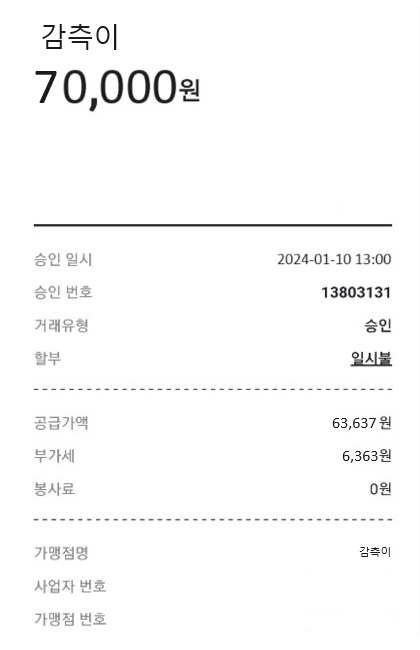 감측이
70,000원
승인 일시 2024-01-10 13:00
승인 번호 13803131
거래유형 승인
할부 일시불
공급가액 63,637 원
부가세 6,363원
봉사료 0원
가맹점명 감측이
사업자 번호
가맹점 번호